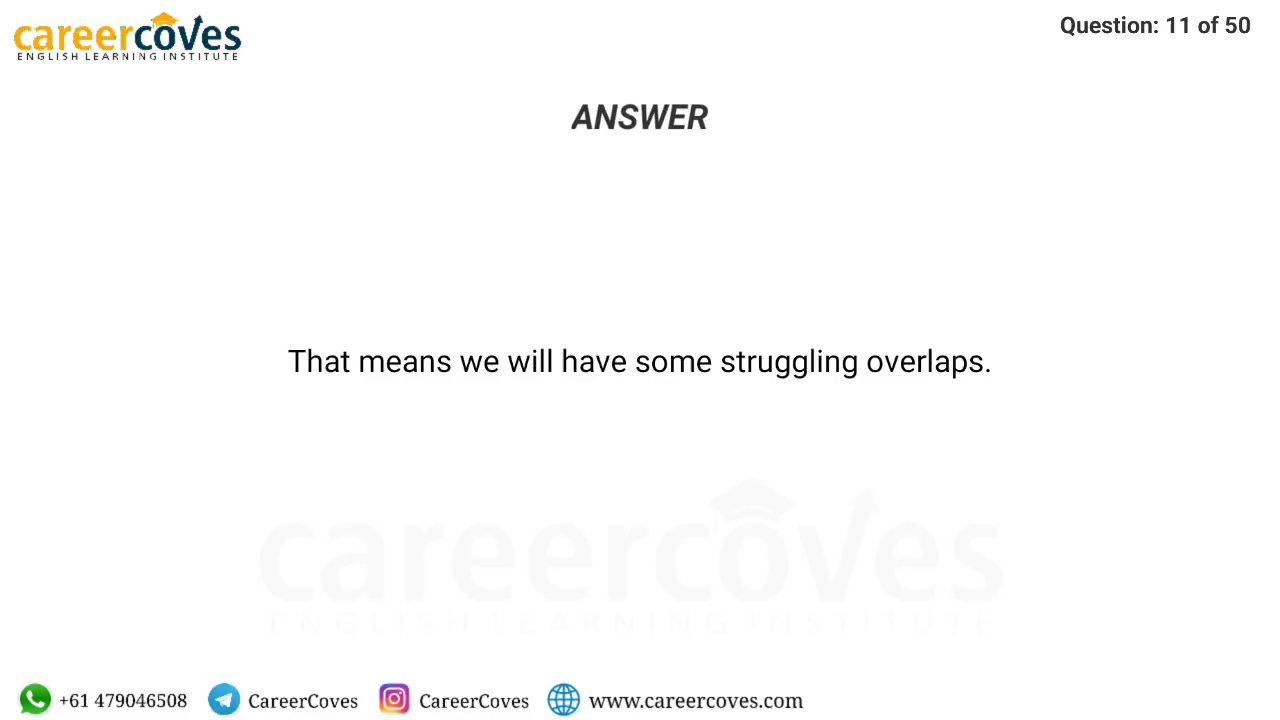 careercoves
ENGLISH LEARNING INSTITUTE
Question: 11 of 50
ANSWER
That means we will have some struggling overlaps.
careercoves
ENGLISH LEARNING INSTITUTE
+61 479046508 CareerCoves CareerCoves www.careercoves.com